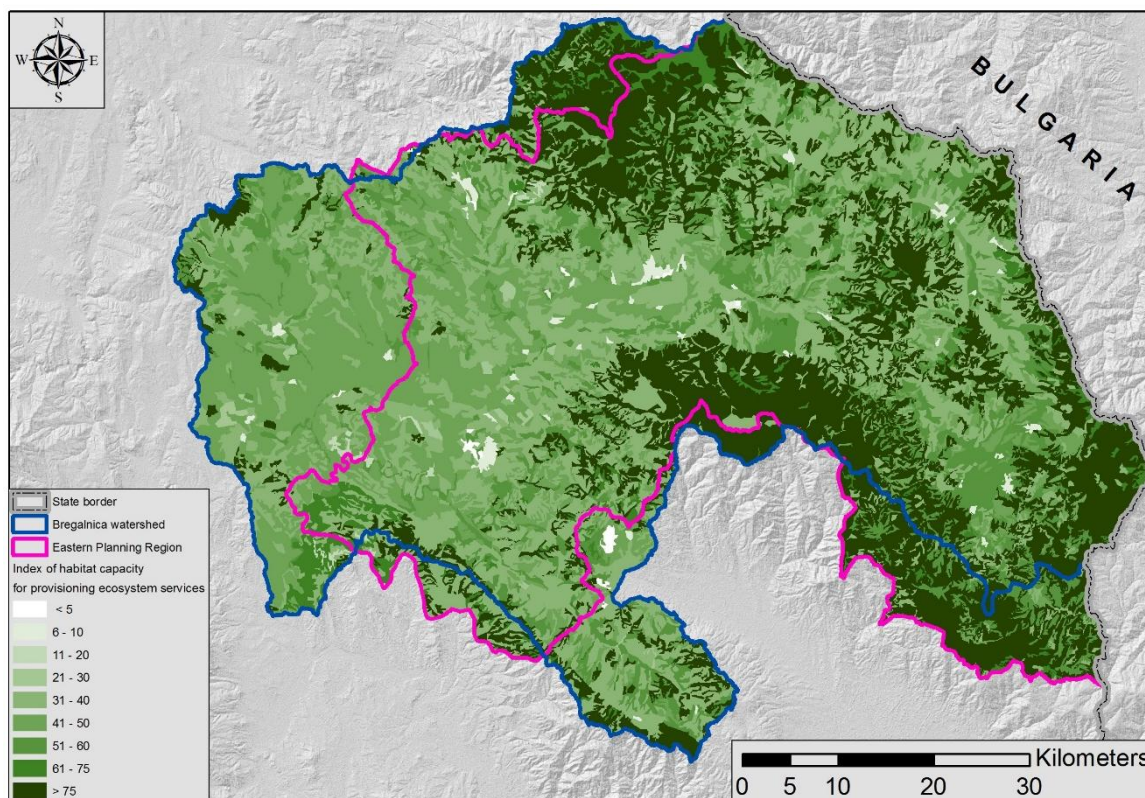 N
W E
S
BULGARIA
State border
Bregalnica watershed
Eastern Planning Region
Index of habitat capacity
for provisioning ecosystem services
< 5
6 - 10
11 - 20
21 - 30
31 - 40
41 - 50
51 - 60
61 - 75
> 75
Kilometers
0 5 10 20 30